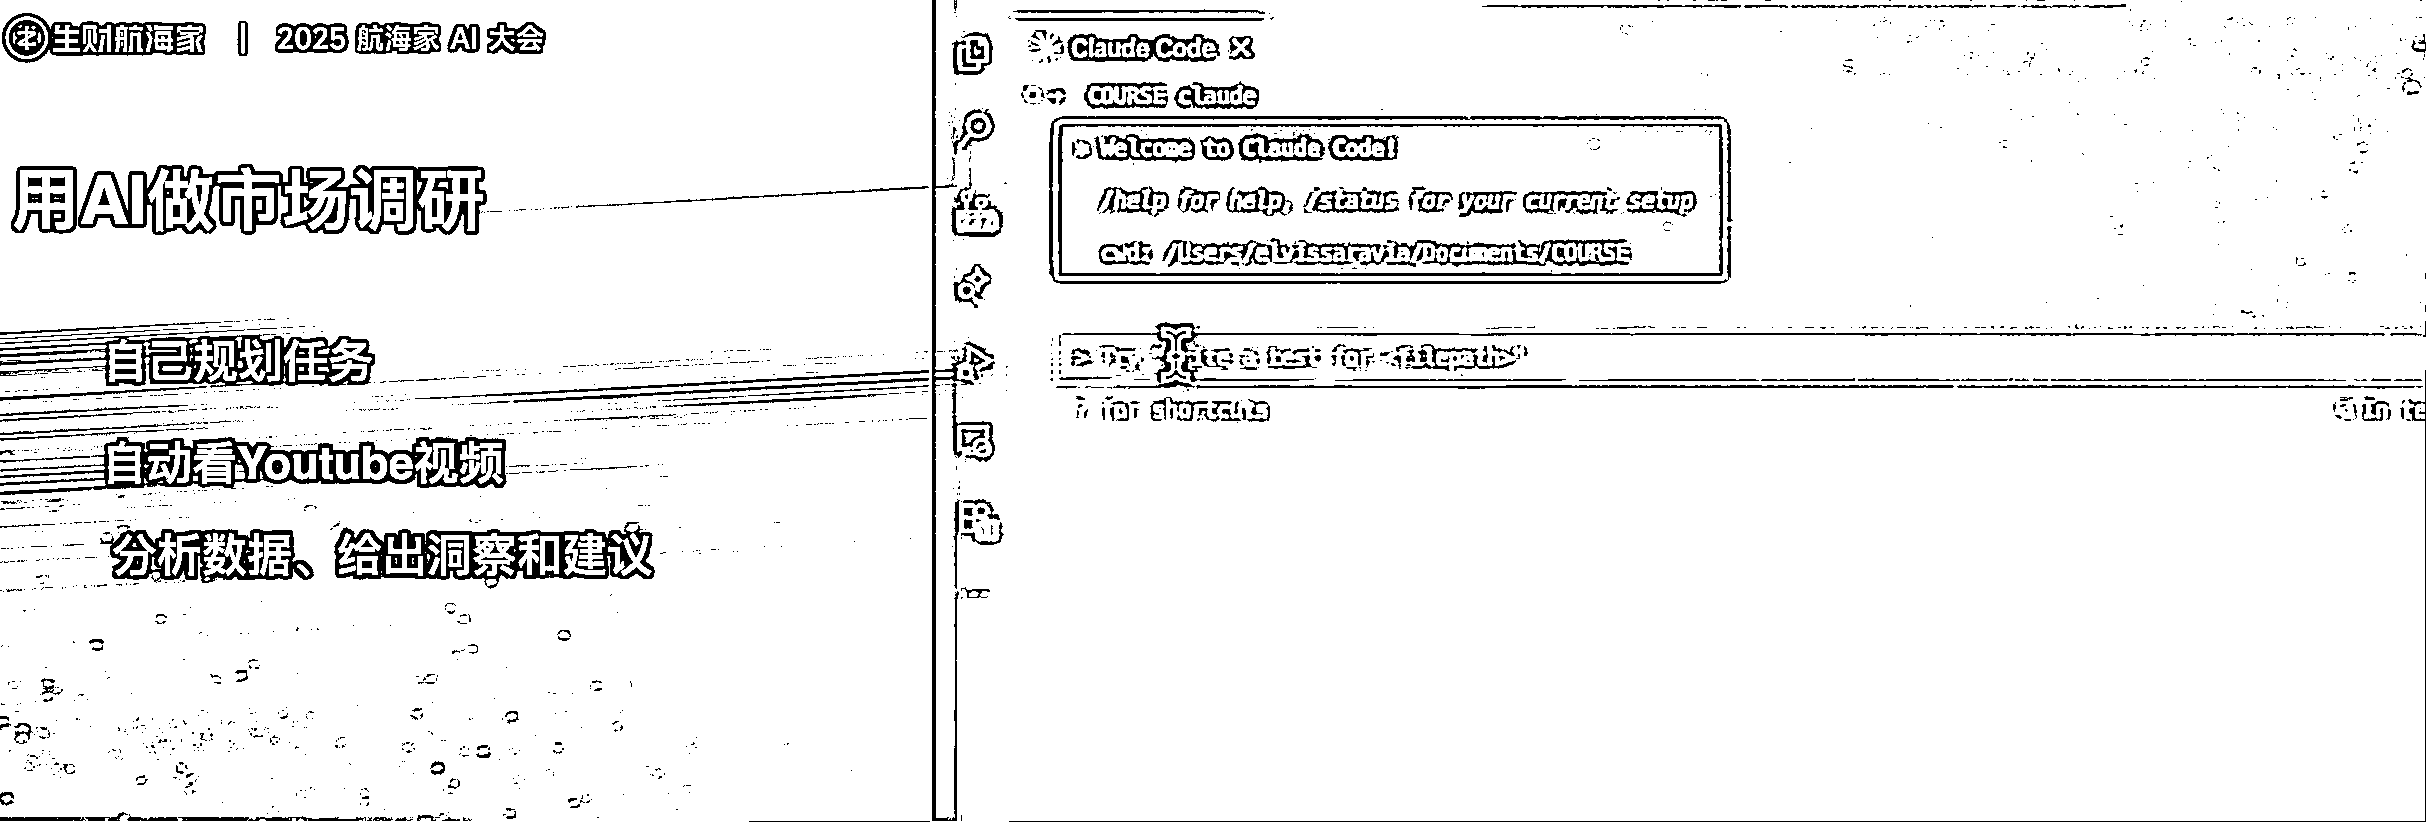 生财航海家 | 2025 航海家 AI 大会
用AI做市场调研
自己规划任务
自动看Youtube视频
分析数据、给出洞察和建议
Claude Code ×
COURSE claude
Welcome to Claude Code!
/help for help, /status for your current setup
cwd: /Users/elvissaravia/Documents/COURSE
> Try a test for <filepath>"
? for shortcuts
In te